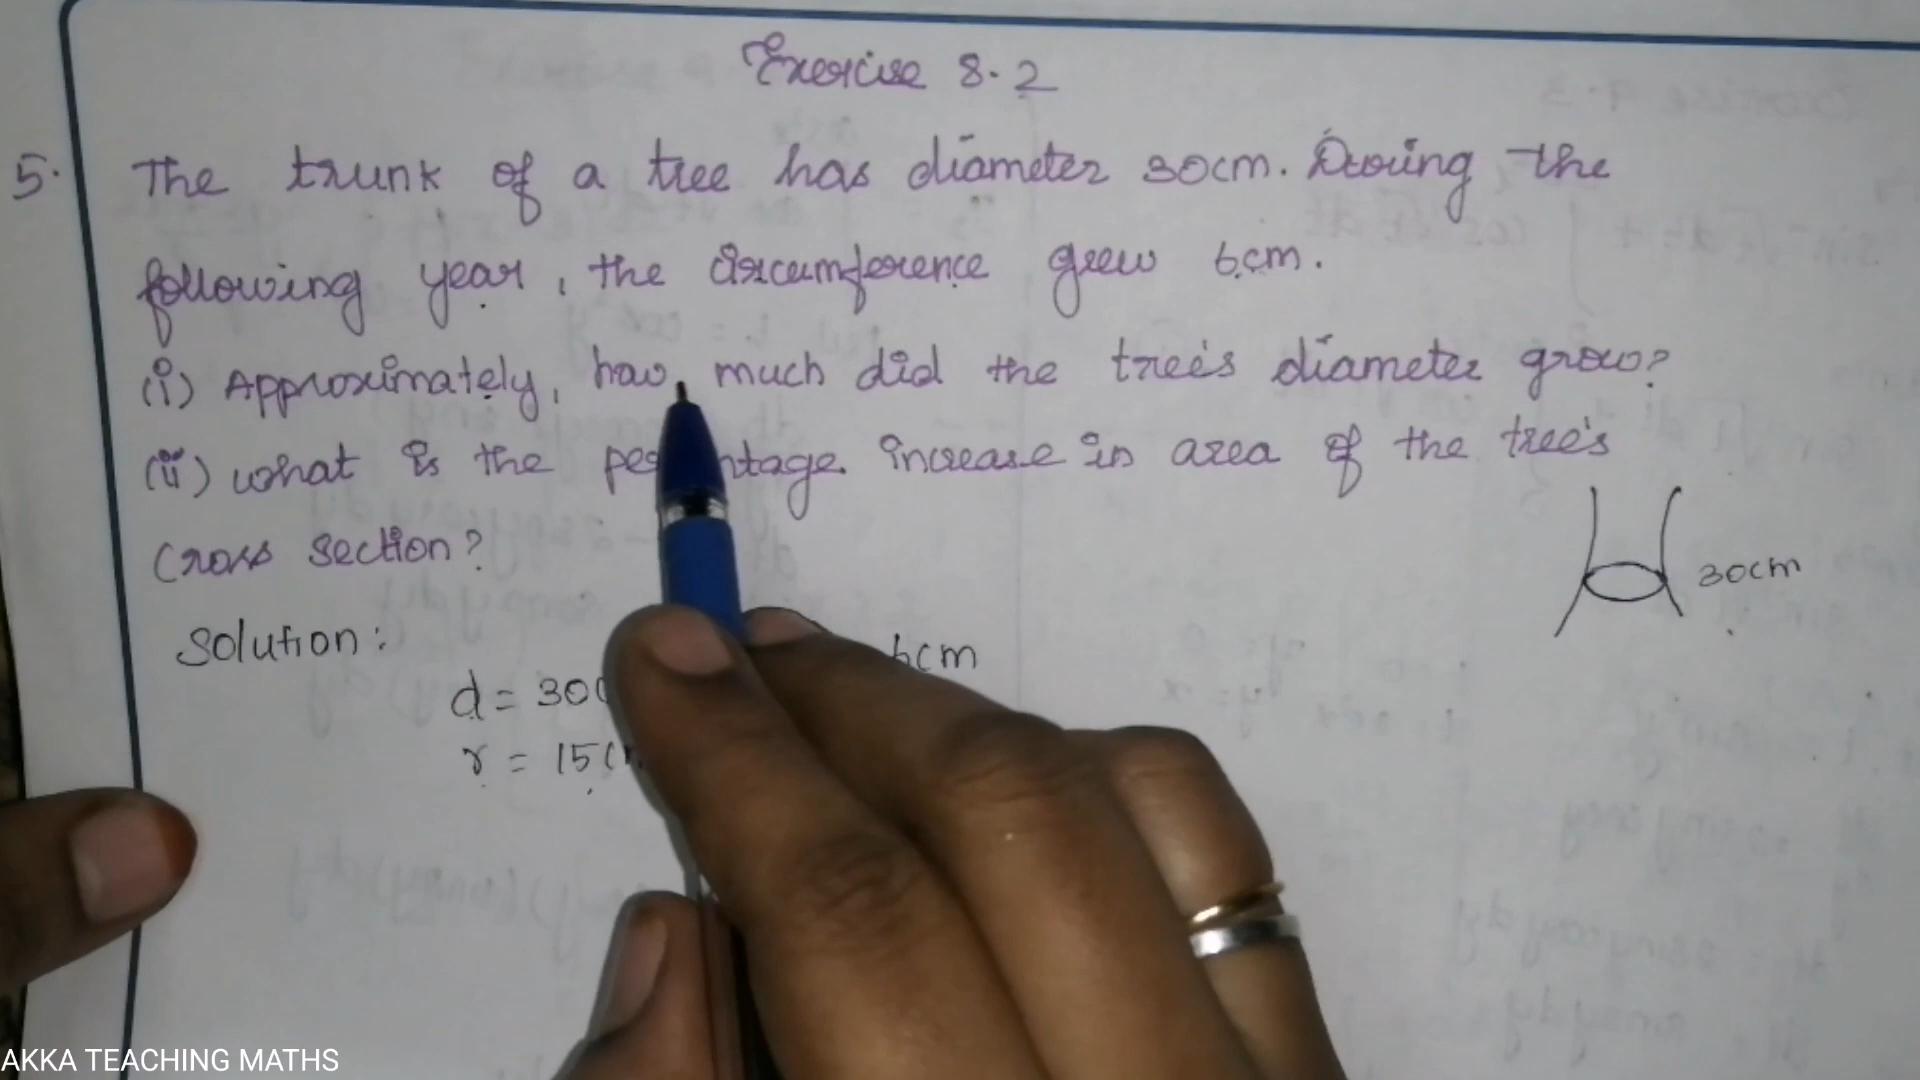 Exercise 8.2
5. The trunk of a tree has diameter 30cm. During the
following year, the circumference grew 6cm.
(i) Approximately, how much did the tree's diameter grow?
(ii) what is the percentage increase in area of the tree's
Cross section?
30cm
Solution:
6cm
d = 30c
r = 15c
AKKA TEACHING MATHS